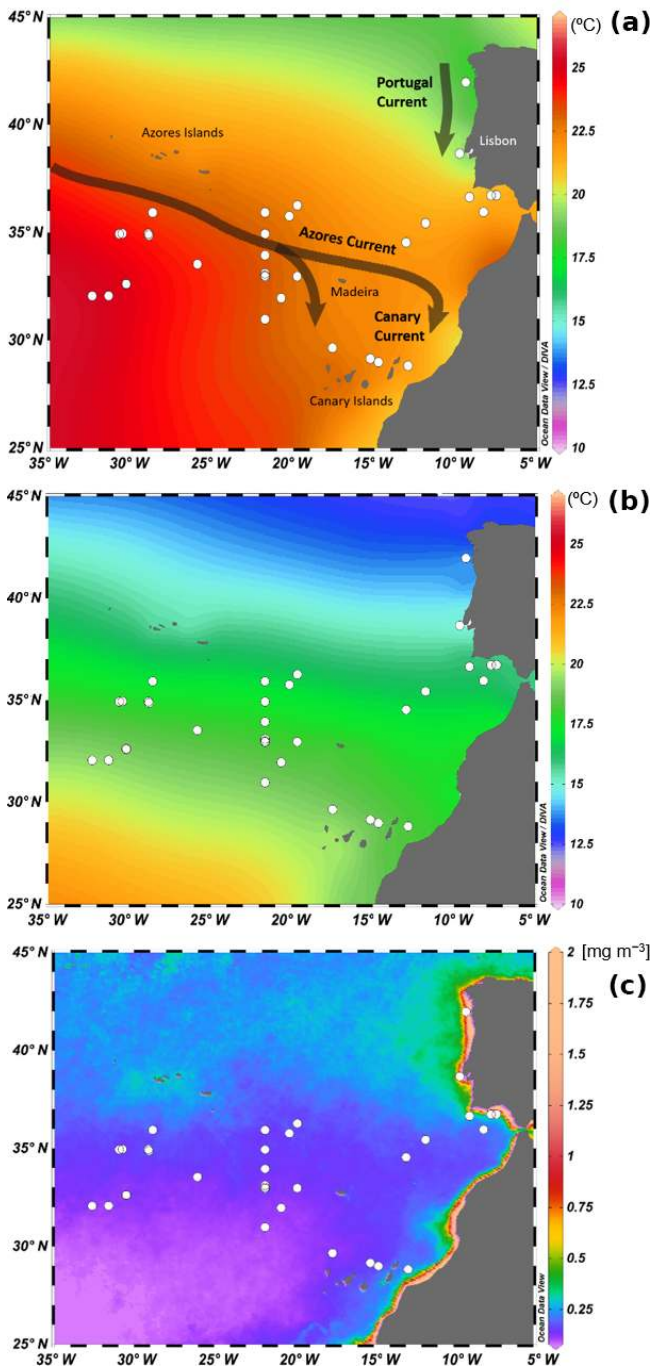 45° N
(ºC)
(a)
Portugal
Current
25
40° N
Azores Islands
Lisbon
22.5
20
35° N
Azores Current
17.5
Madeira
Canary
Current
15
30° N
12.5
Canary Islands
Ocean Data View / DIVA
10
25° N
35° W 30° W 25° W 20° W 15° W 10° W 5° W
45° N
(ºC)
(b)
25
40° N
22.5
20
35° N
17.5
15
30° N
12.5
Ocean Data View / DIVA
10
25° N
35° W 30° W 25° W 20° W 15° W 10° W 5° W
45° N
2
[mg m⁻³]
(c)
1.75
40° N
1.5
1.25
35° N
1
0.75
30° N
0.5
0.25
Ocean Data View
25° N
35° W 30° W 25° W 20° W 15° W 10° W 5° W